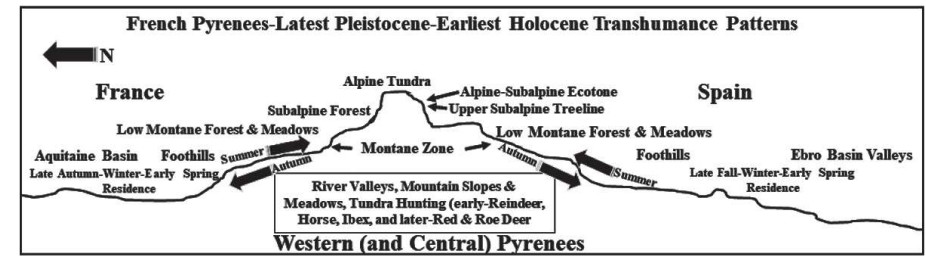 French Pyrenees-Latest Pleistocene-Earliest Holocene Transhumance Patterns
N
France
Spain
Alpine Tundra
Alpine-Subalpine Ecotone
Subalpine Forest
Upper Subalpine Treeline
Low Montane Forest & Meadows
Low Montane Forest & Meadows
Montane Zone
Summer
Autumn
Autumn
Summer
Aquitaine Basin
Foothills
Late Autumn-Winter-Early Spring
Residence
Foothills
Ebro Basin Valleys
Late Fall-Winter-Early Spring
Residence
River Valleys, Mountain Slopes &
Meadows, Tundra Hunting (early-Reindeer,
Horse, Ibex, and later-Red & Roe Deer
Western (and Central) Pyrenees